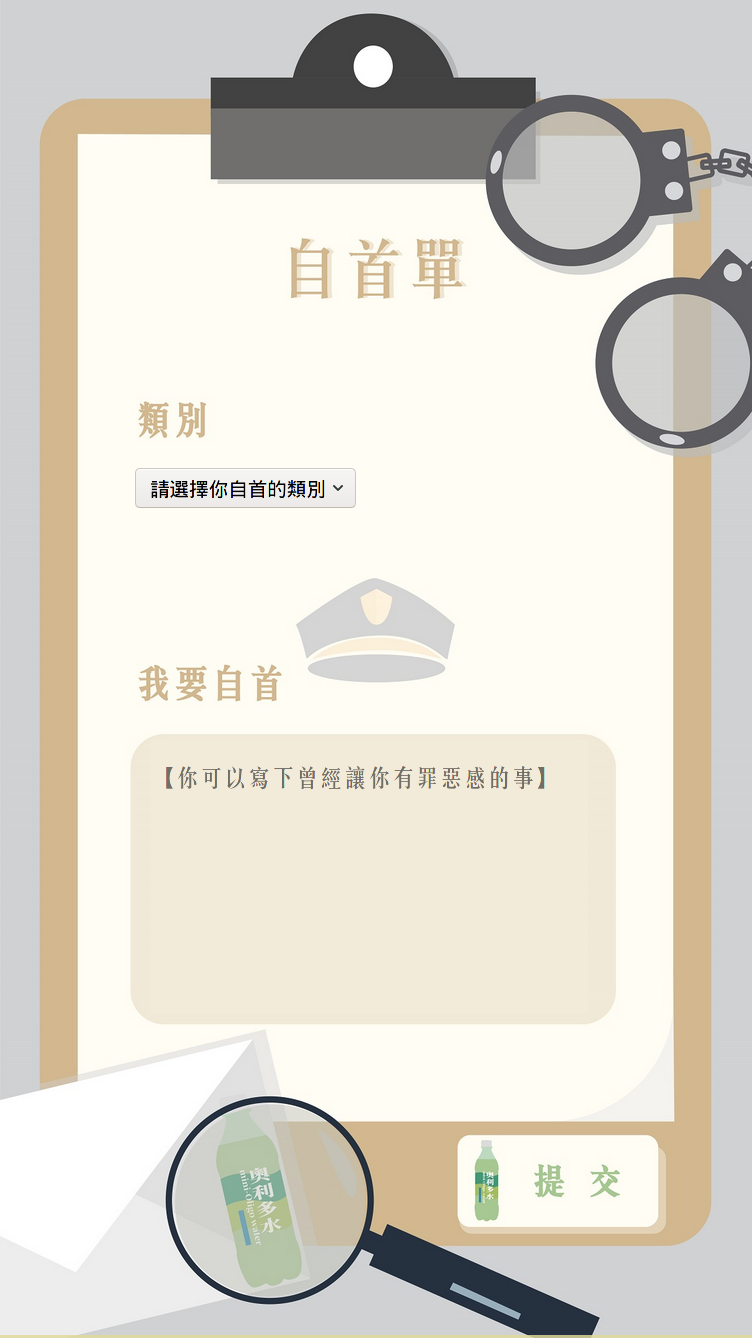 自首單
類別
請選擇你自首的類別
我要自首
【你可以寫下曾經讓你有罪惡感的事】
奧利多水
mini-Oligo water
奧利多水
提交